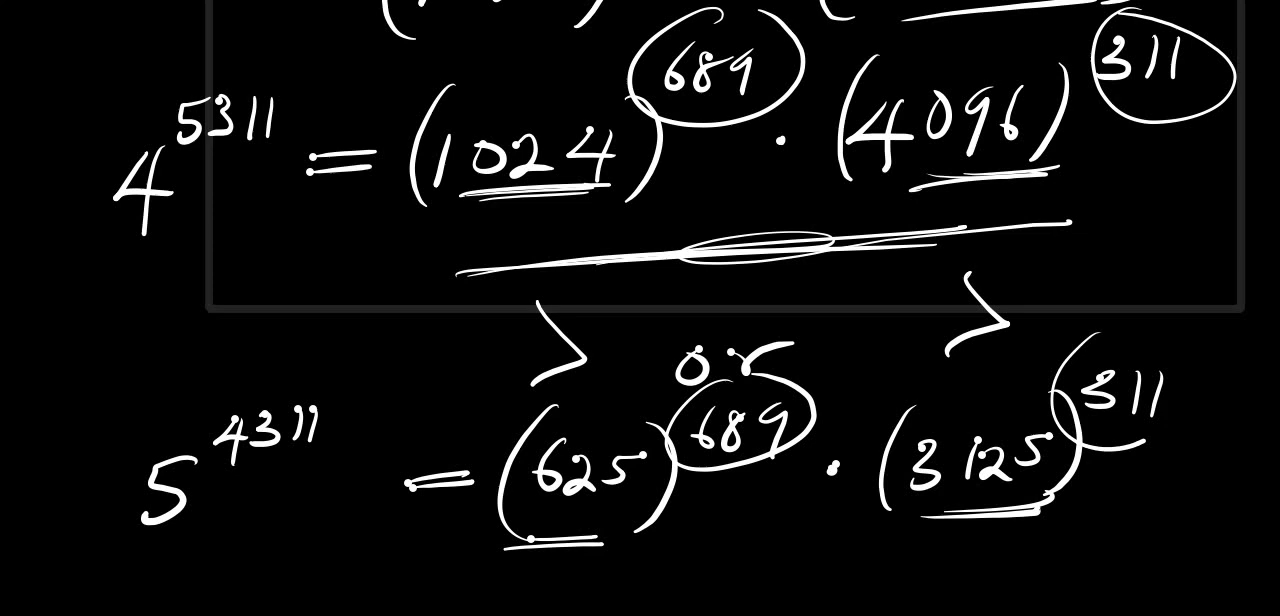 4^5311 = (1024)^689 · (4096)^311
> or >
5^4311 = (625)^689 · (3125)^311